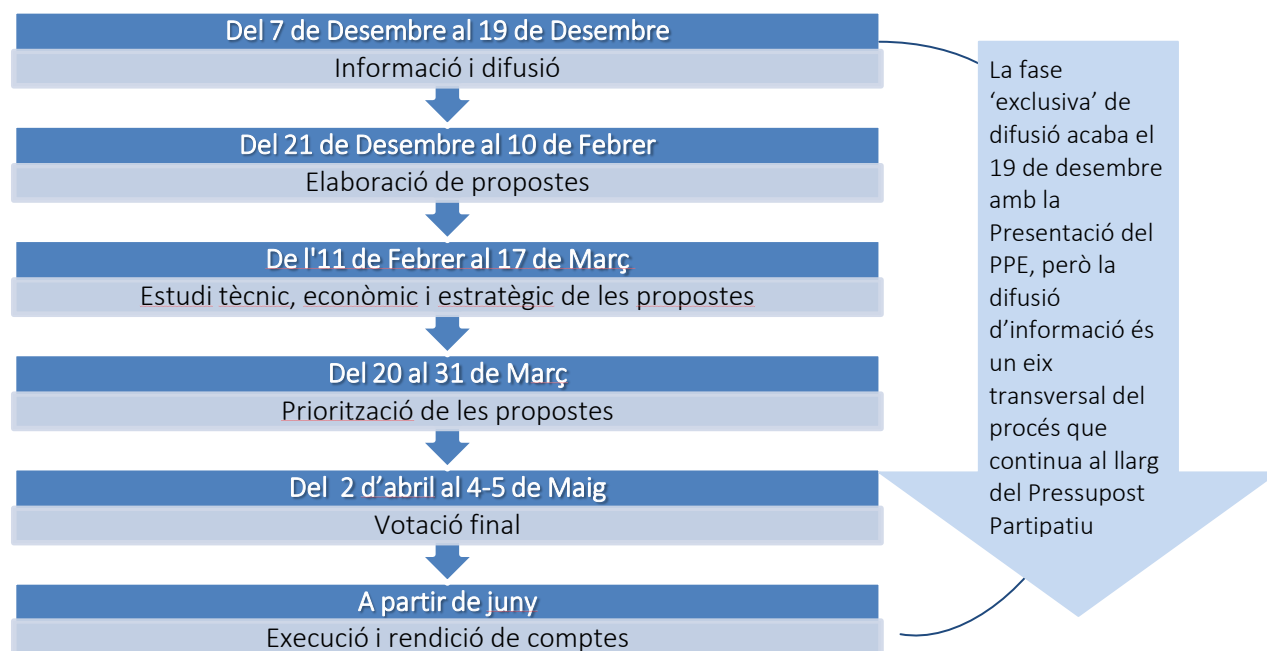 Del 7 de Desembre al 19 de Desembre
Informació i difusió
Del 21 de Desembre al 10 de Febrer
Elaboració de propostes
De l'11 de Febrer al 17 de Març
Estudi tècnic, econòmic i estratègic de les propostes
Del 20 al 31 de Març
Priorització de les propostes
Del 2 d’abril al 4-5 de Maig
Votació final
A partir de juny
Execució i rendició de comptes
La fase
‘exclusiva’ de
difusió acaba el
19 de desembre
amb la
Presentació del
PPE, però la
difusió
d’informació és
un eix
transversal del
procés que
continua al llarg
del Pressupost
Partipatiu